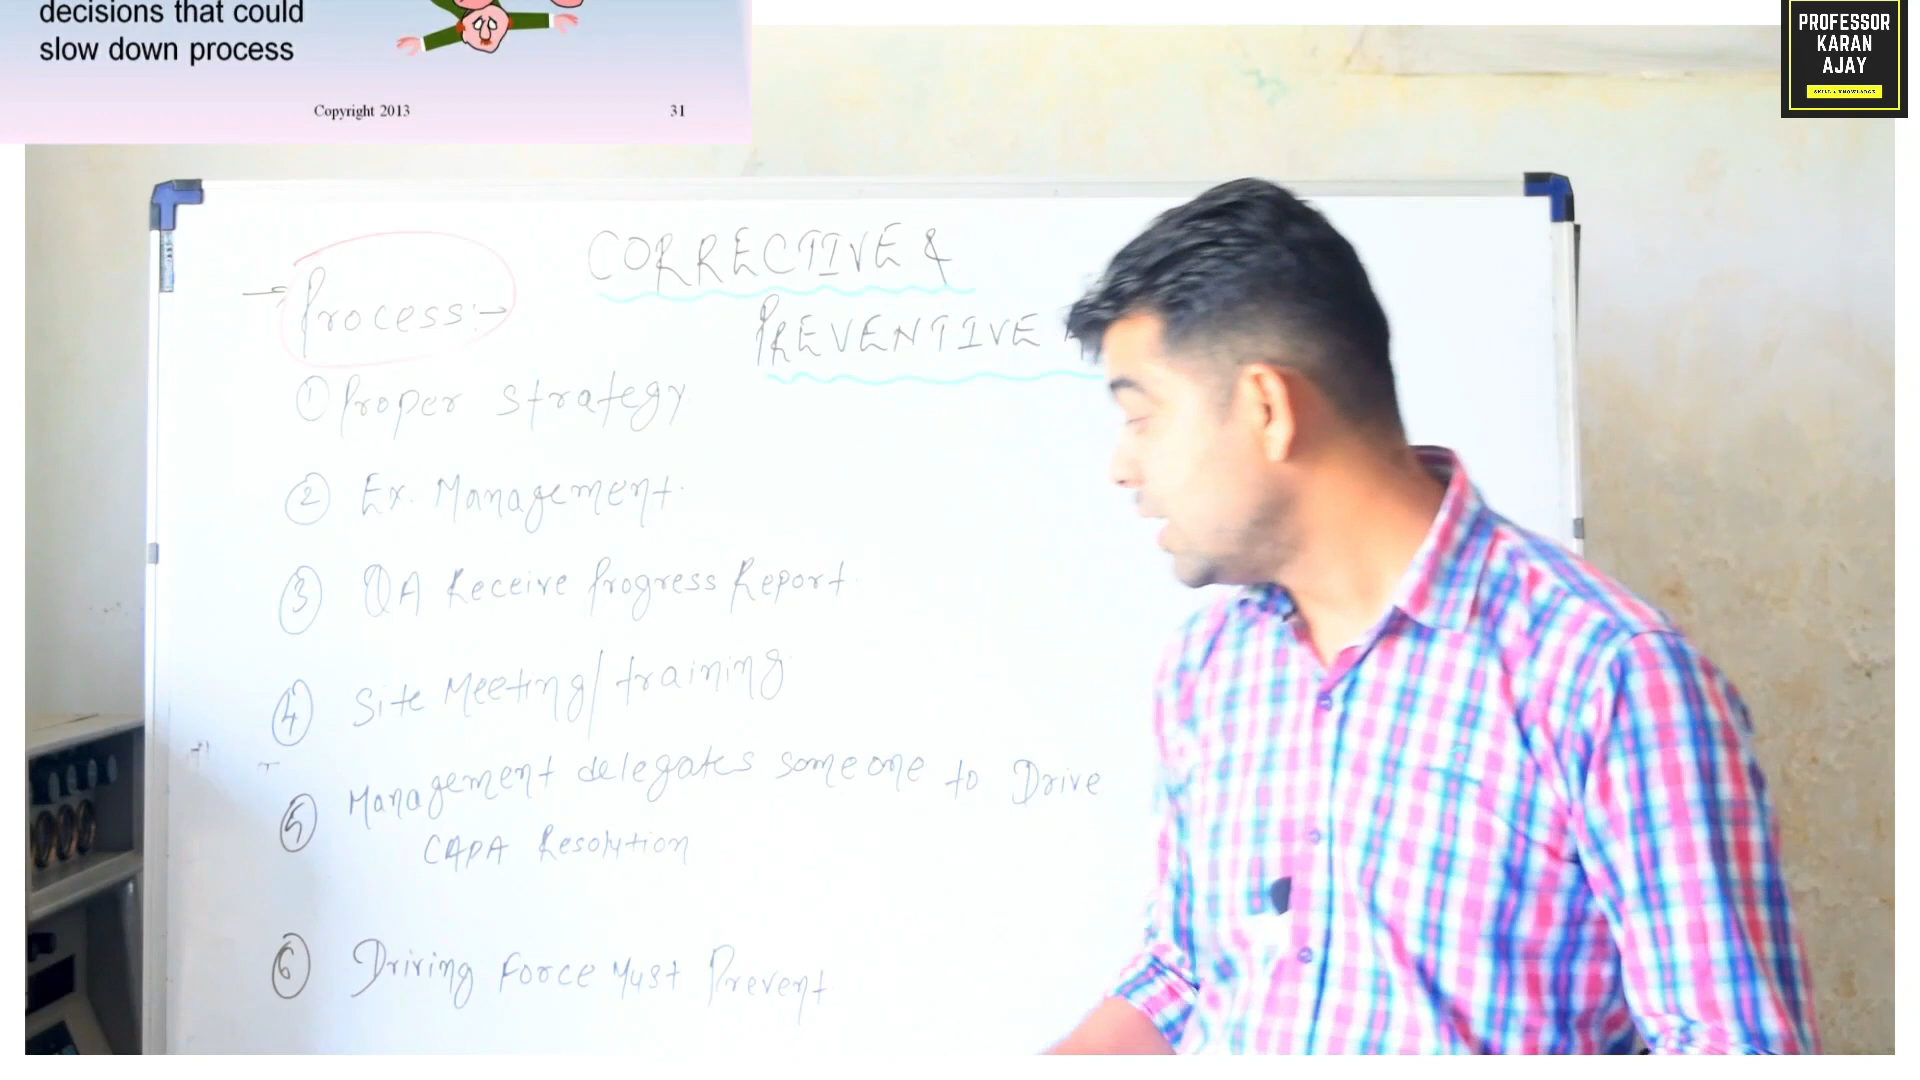 decisions that could
slow down process
Copyright 2013
31
PROFESSOR
KARAN
AJAY
SKILL & KNOWLEDGE
CORRECTIVE &
PREVENTIVE A
→ Process:-
① Proper strategy
② Ex. Management.
③ QA Receive Progress Report.
④ Site Meeting/training
⑤ Management delegates someone to Drive
CAPA Resolution
⑥ Driving Force Must Prevent